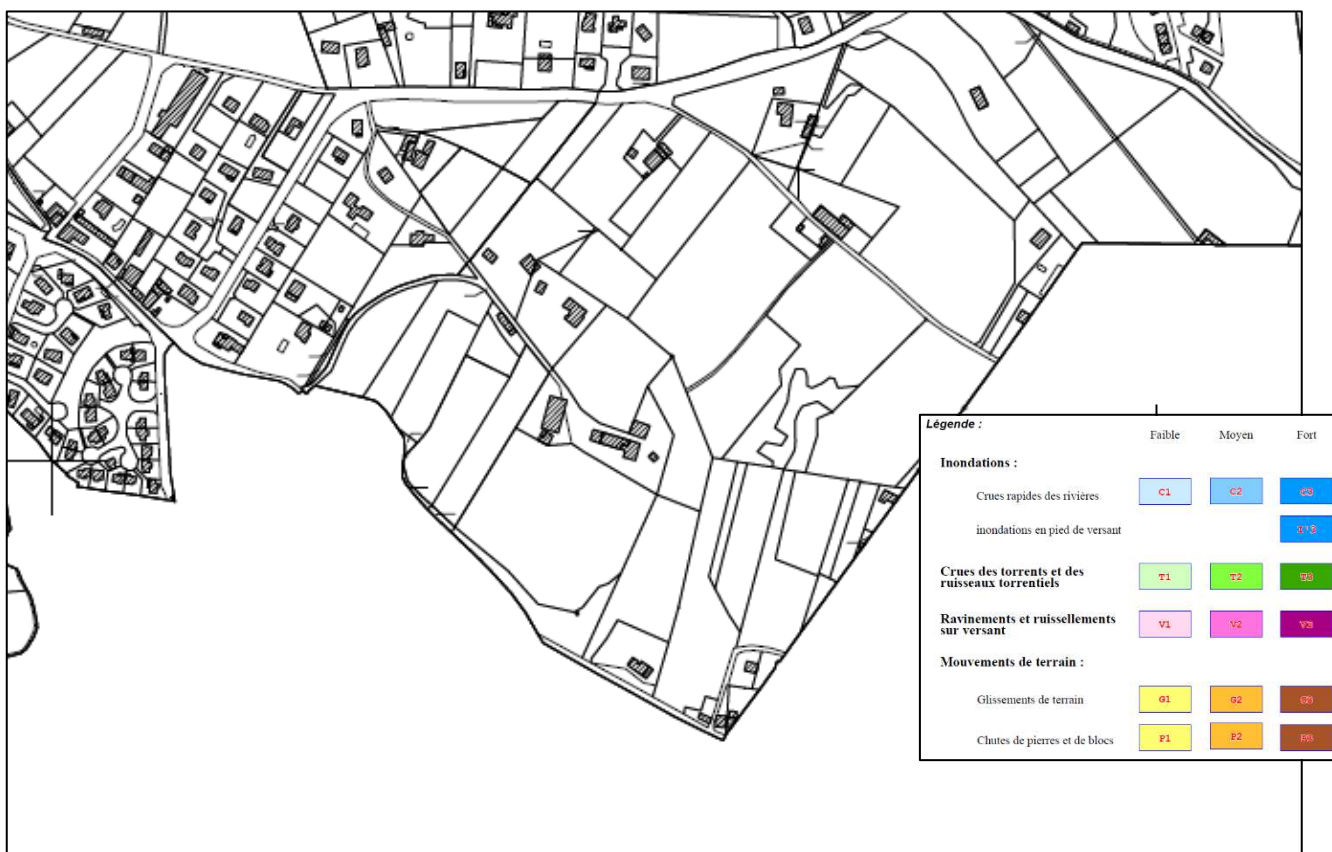 Légende :
Faible Moyen Fort
Inondations :
Crues rapides des rivières C1 C2 C3
inondations en pied de versant I'3
Crues des torrents et des
ruisseaux torrentiels T1 T2 T3
Ravinements et ruissellements
sur versant V1 V2 V3
Mouvements de terrain :
Glissements de terrain G1 G2 G3
Chutes de pierres et de blocs P1 P2 P3